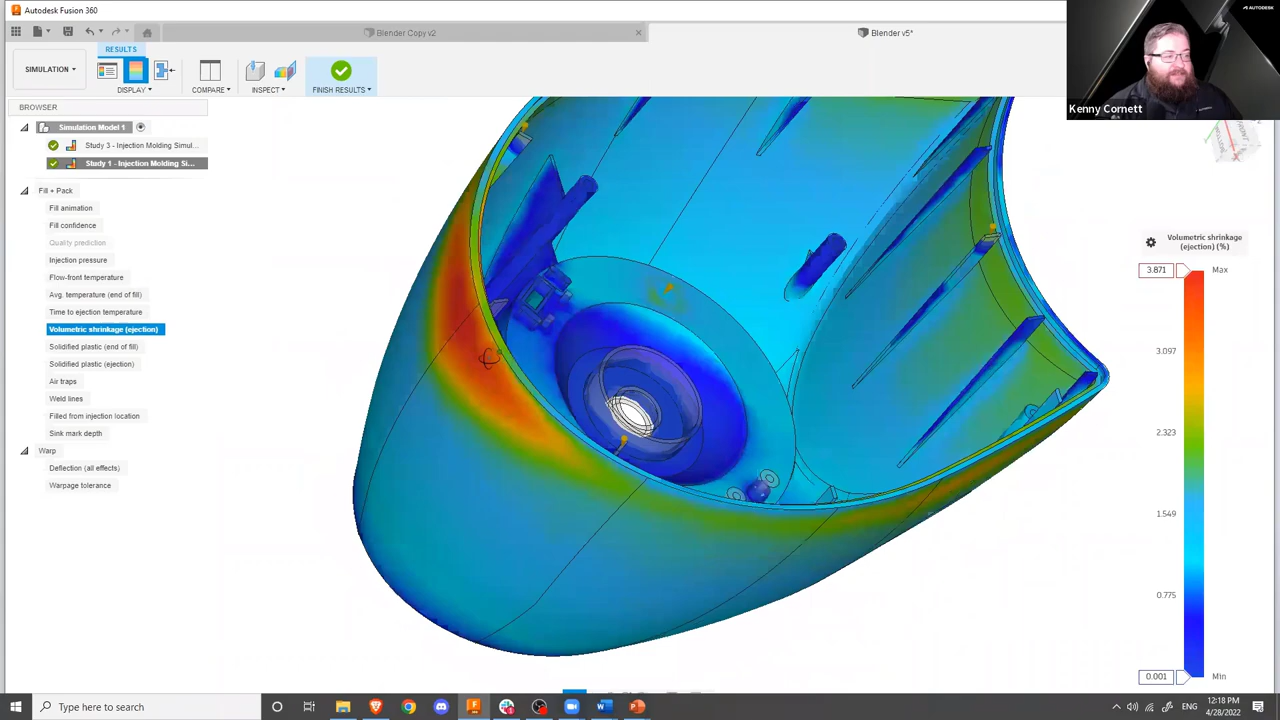 Autodesk Fusion 360
AUTODESK
Blender Copy v2
Blender v5*
RESULTS
SIMULATION
DISPLAY
COMPARE
INSPECT
FINISH RESULTS
Kenny Cornett
BROWSER
Simulation Model 1
Study 3 - Injection Molding Simul...
Study 1 - Injection Molding Si...
Fill + Pack
Fill animation
Fill confidence
Quality prediction
Injection pressure
Flow-front temperature
Avg. temperature (end of fill)
Time to ejection temperature
Volumetric shrinkage (ejection)
Solidified plastic (end of fill)
Solidified plastic (ejection)
Air traps
Weld lines
Filled from injection location
Sink mark depth
Warp
Deflection (all effects)
Warpage tolerance
FRONT
Volumetric shrinkage
(ejection) (%)
3.871 Max
3.097
2.323
1.549
0.775
0.001 Min
Type here to search
12:18 PM
4/28/2022